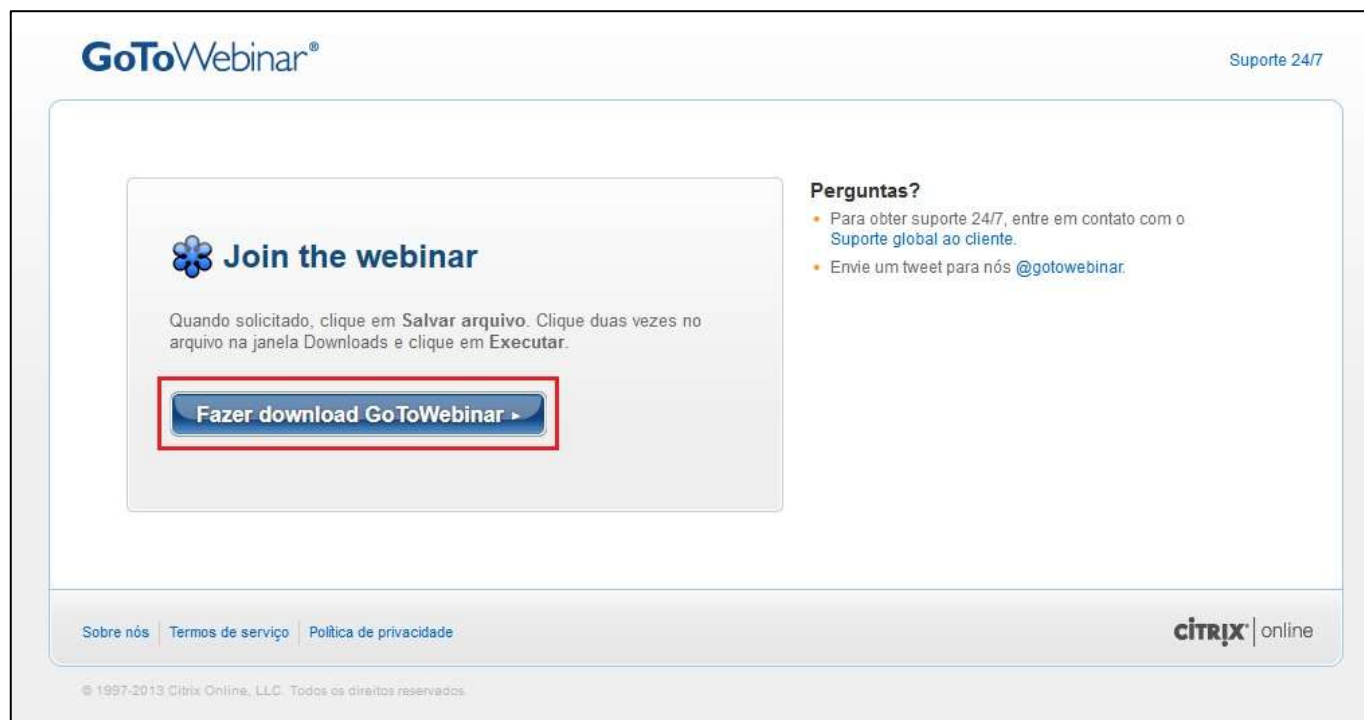 GoToWebinar®
Suporte 24/7
Join the webinar
Quando solicitado, clique em Salvar arquivo. Clique duas vezes no
arquivo na janela Downloads e clique em Executar.
Fazer download GoToWebinar ▸
Perguntas?
• Para obter suporte 24/7, entre em contato com o
Suporte global ao cliente.
• Envie um tweet para nós @gotowebinar.
Sobre nós | Termos de serviço | Política de privacidade
CİTRIX® | online
© 1997-2013 Citrix Online, LLC. Todos os direitos reservados.